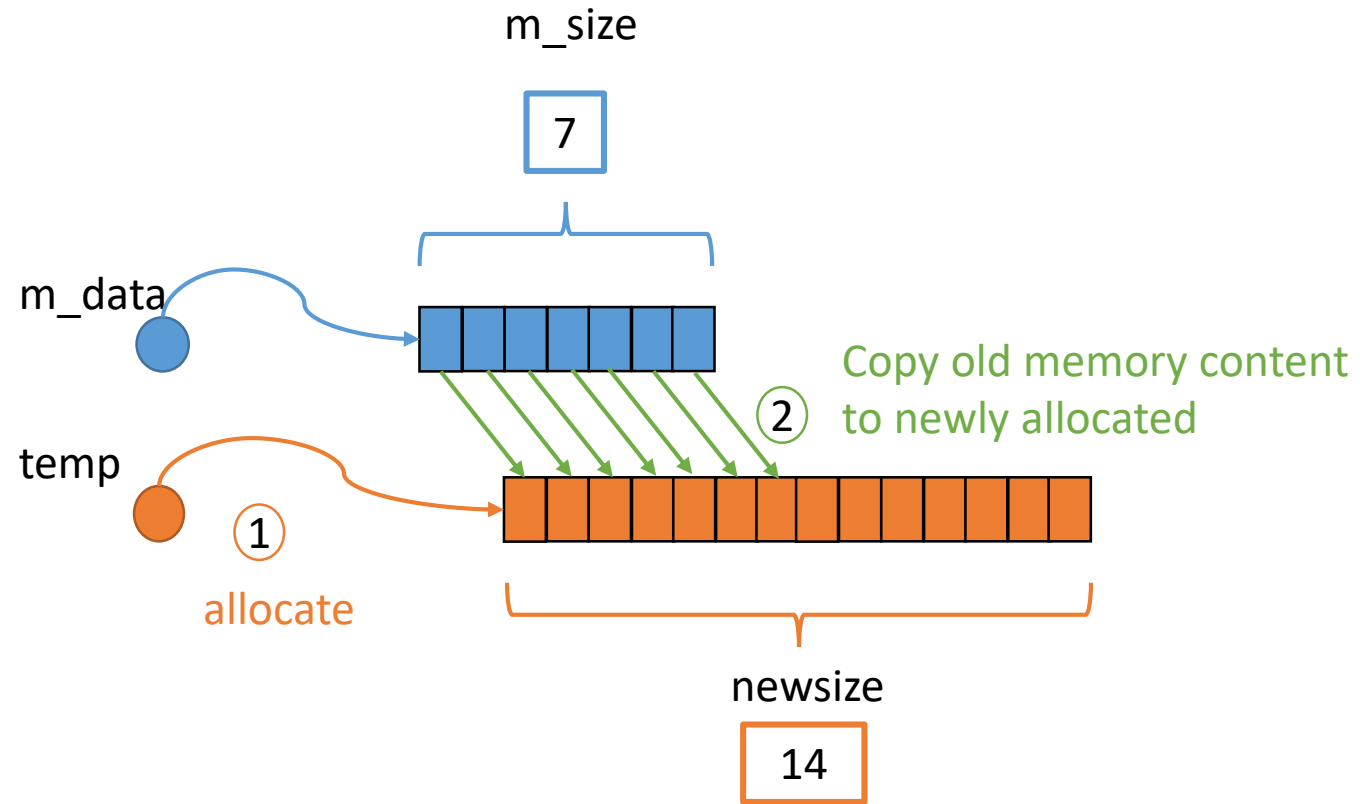 m_size
7
m_data
Copy old memory content
2
to newly allocated
temp
1
allocate
newsize
14